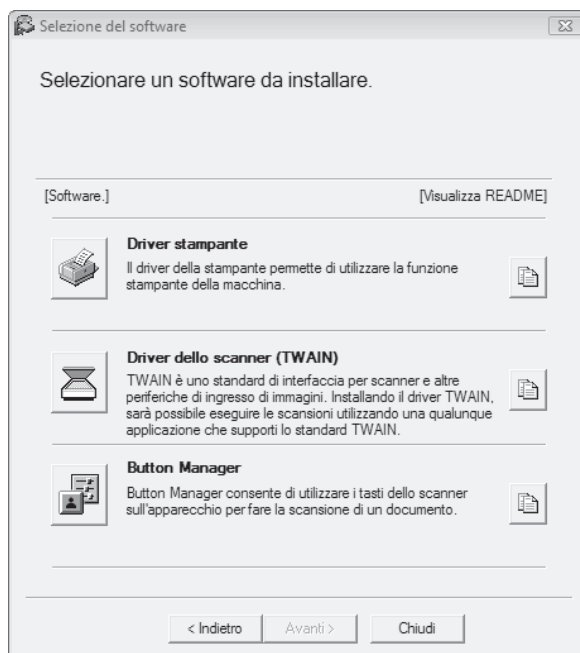 Selezione del software
Selezionare un software da installare.
[Software.] [Visualizza README]
Driver stampante
Il driver della stampante permette di utilizzare la funzione
stampante della macchina.
Driver dello scanner (TWAIN)
TWAIN è uno standard di interfaccia per scanner e altre
periferiche di ingresso di immagini. Installando il driver TWAIN,
sarà possibile eseguire le scansioni utilizzando una qualunque
applicazione che supporti lo standard TWAIN.
Button Manager
Button Manager consente di utilizzare i tasti dello scanner
sull'apparecchio per fare la scansione di un documento.
< Indietro Avanti > Chiudi